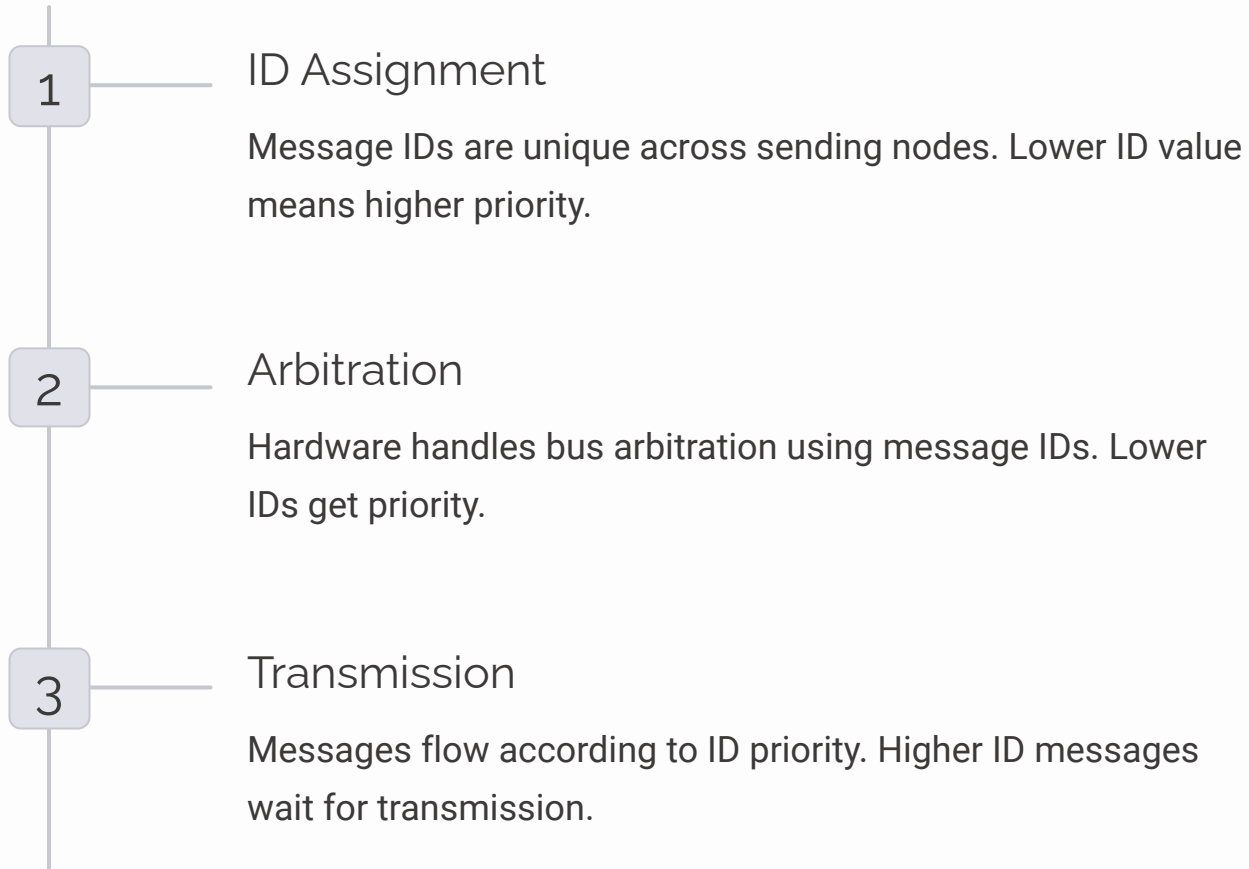 1
ID Assignment
Message IDs are unique across sending nodes. Lower ID value
means higher priority.
2
Arbitration
Hardware handles bus arbitration using message IDs. Lower
IDs get priority.
3
Transmission
Messages flow according to ID priority. Higher ID messages
wait for transmission.